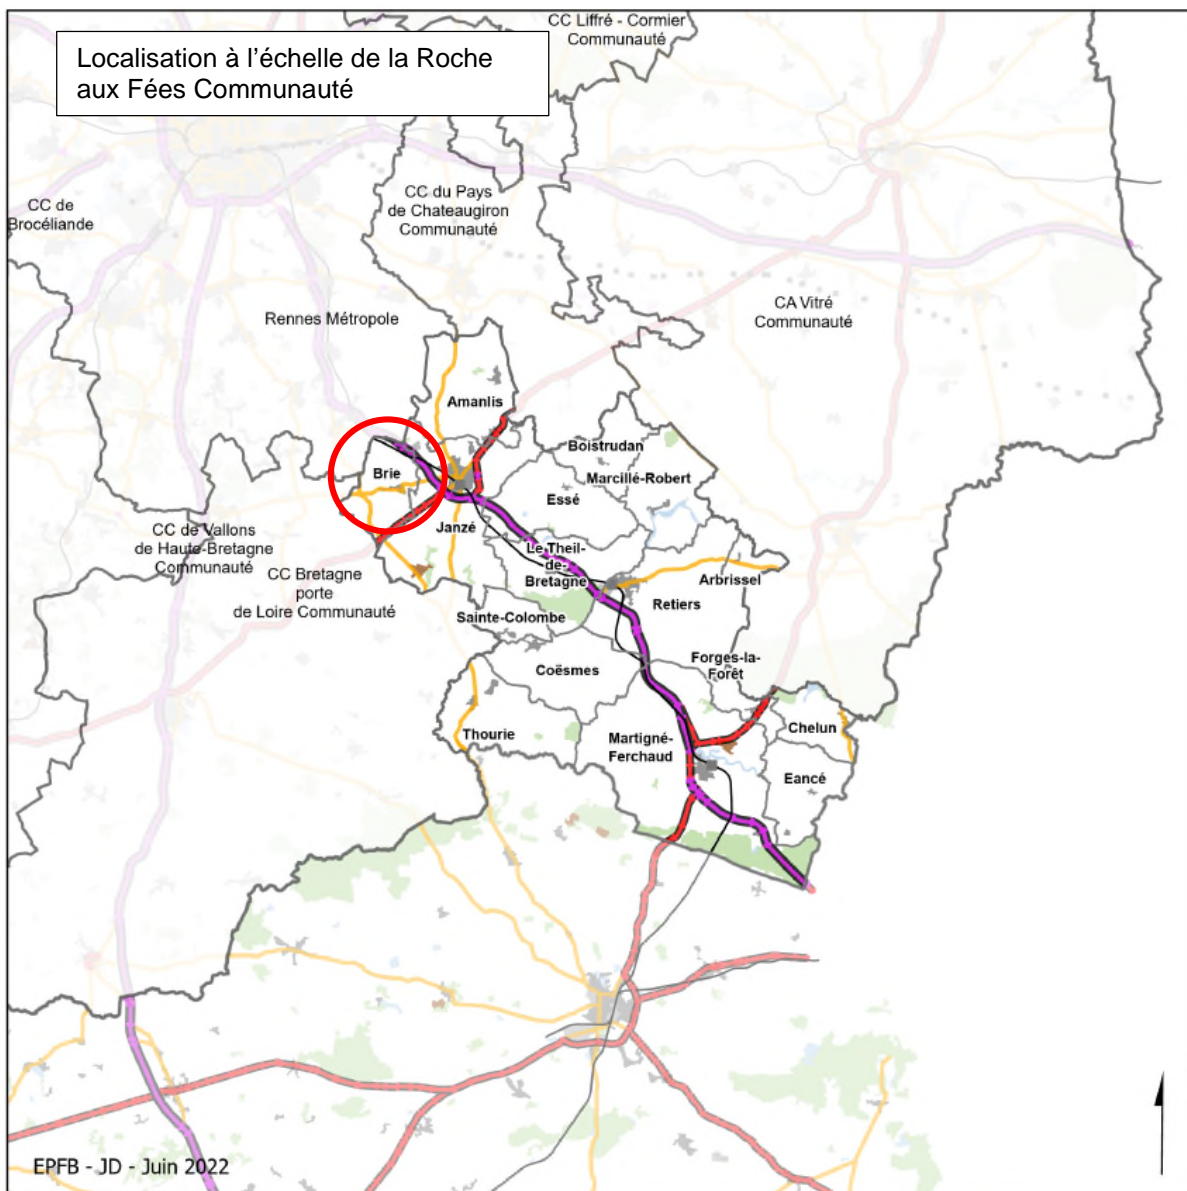 Localisation à l'échelle de la Roche
aux Fées Communauté
CC Liffré - Cormier
Communauté
CC du Pays
de Chateaugiron
Communauté
CC de
Brocéliande
Rennes Métropole
CA Vitré
Communauté
Amanlis
Boistrudan
Brie
Marcillé-Robert
Essé
Janzé
CC de Vallons
de Haute-Bretagne
Communauté
Le Theil-
de-
Bretagne
CC Bretagne
porte
de Loire Communauté
Arbrissel
Retiers
Sainte-Colombe
Forges-la-
Forêt
Coësmes
Chelun
Thourie
Martigné-
Ferchaud
Eancé
EPFB - JD - Juin 2022